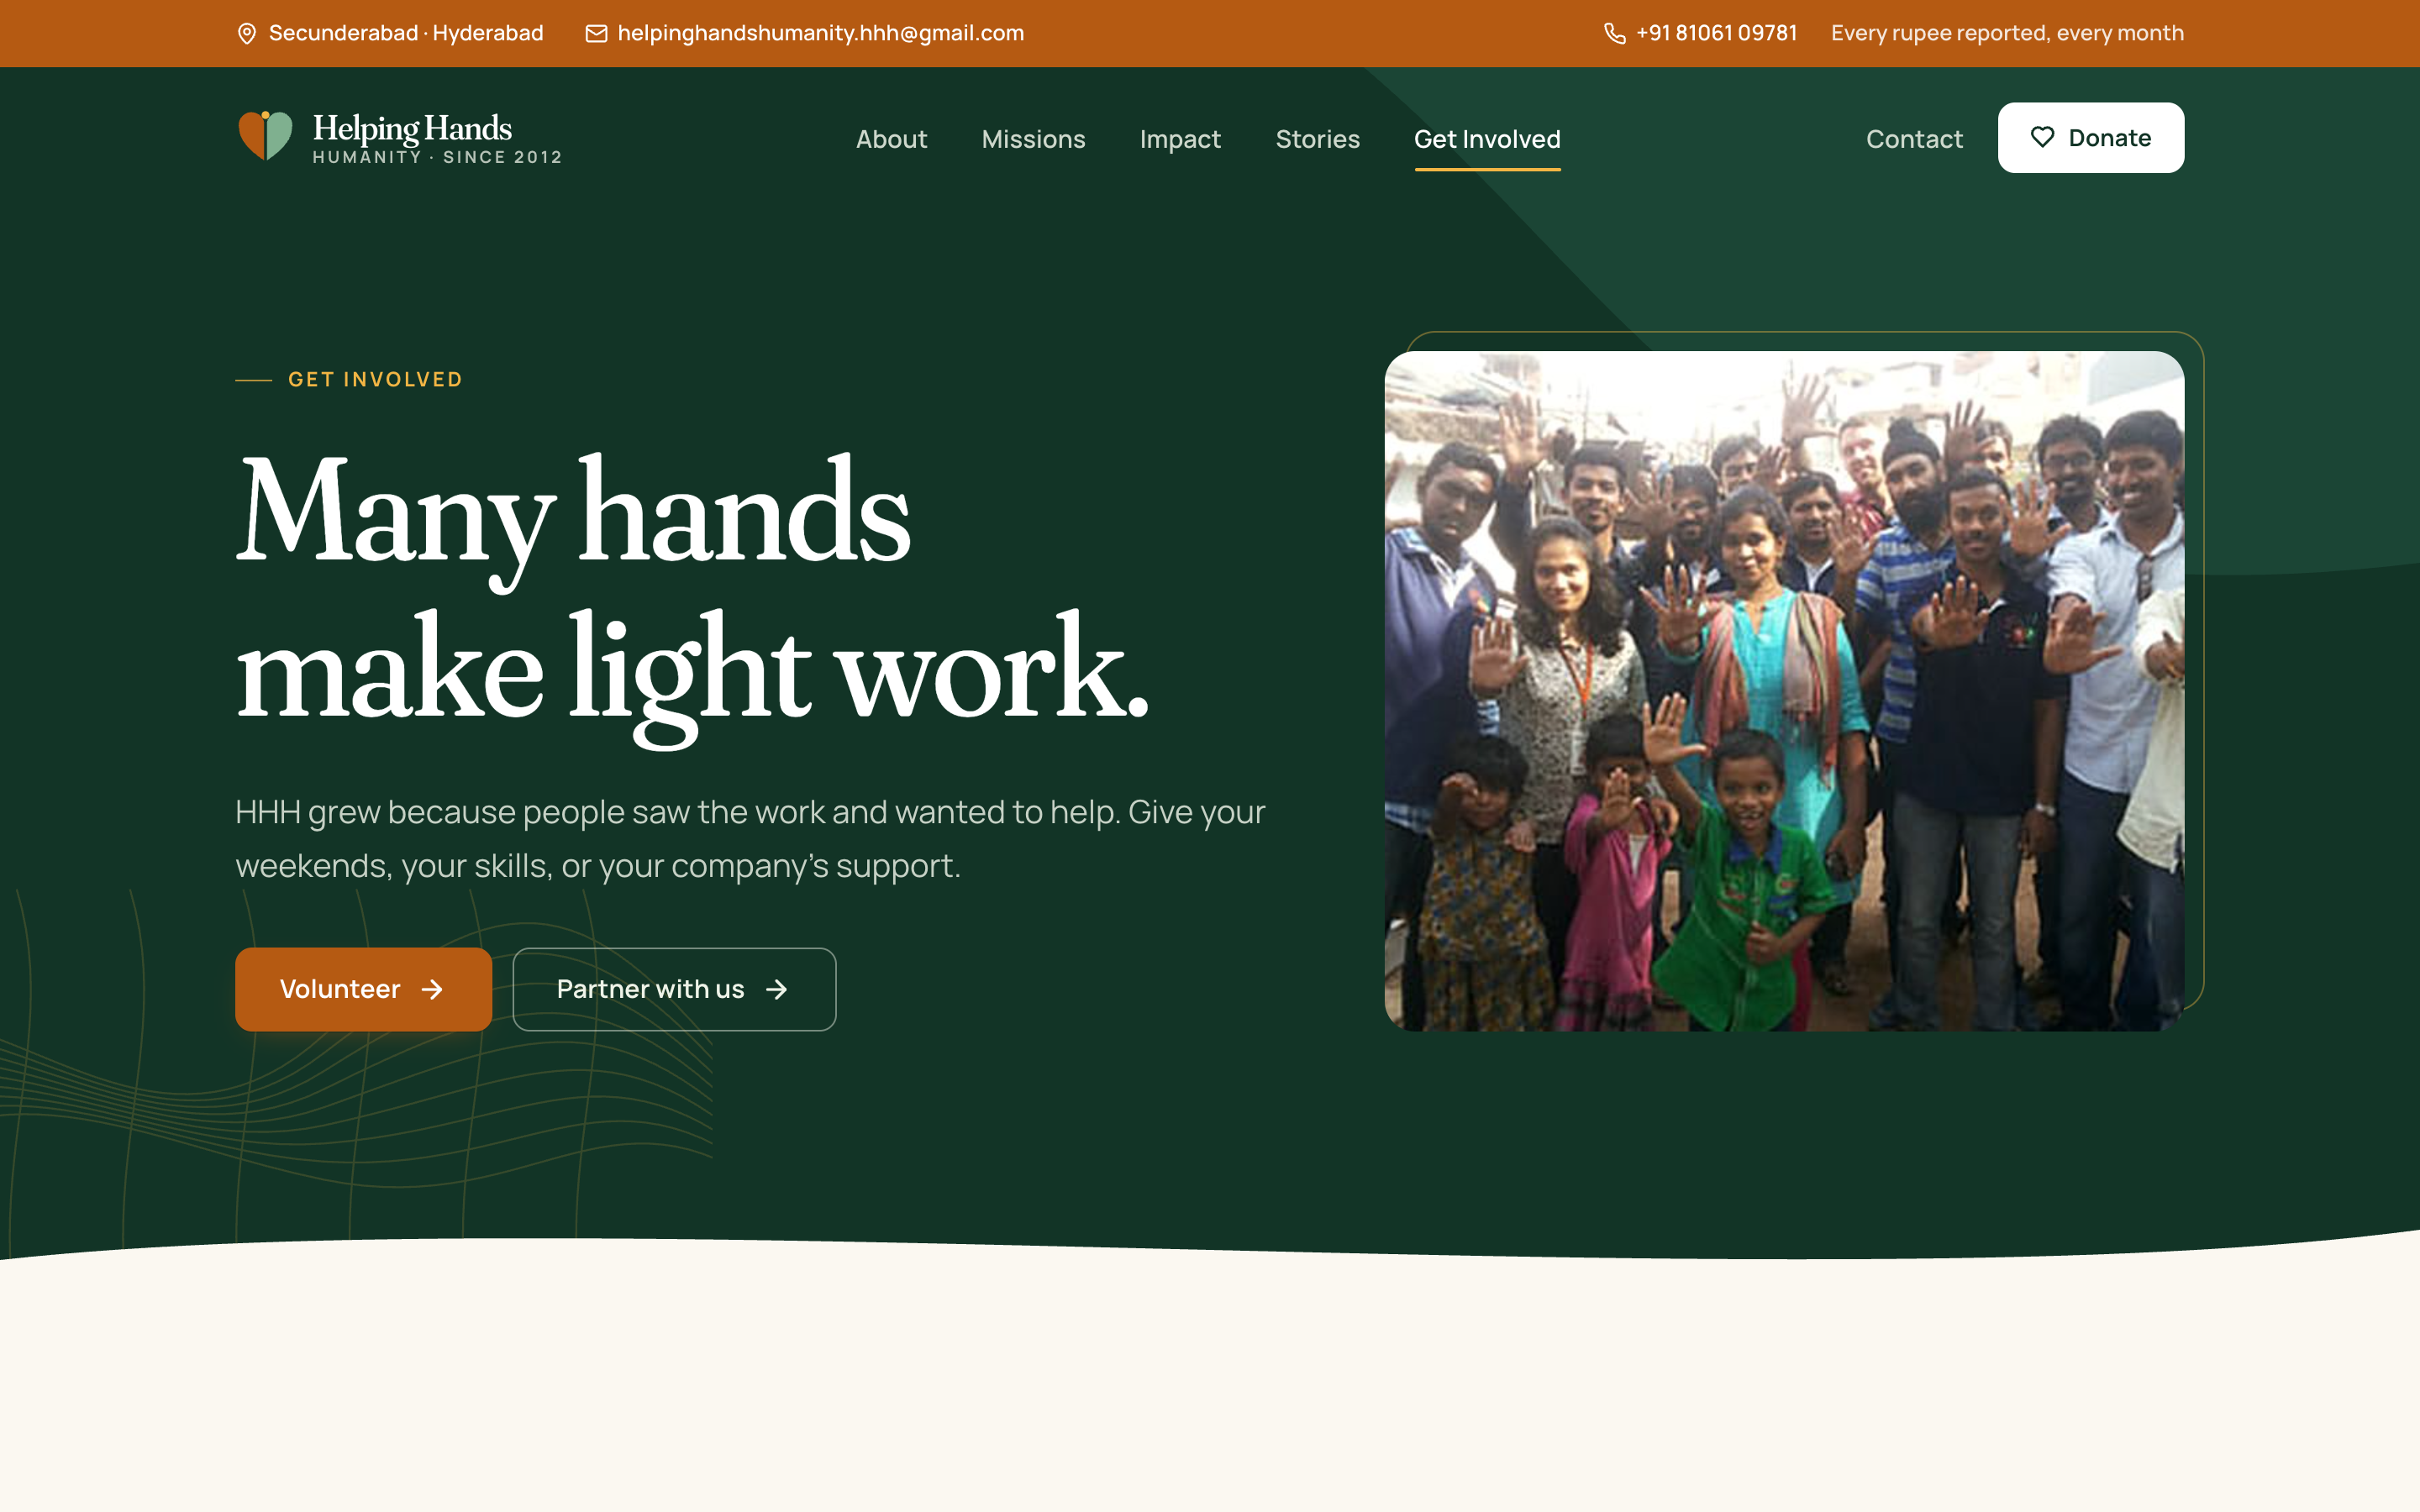 Secunderabad · Hyderabad
helpinghandshumanity.hhh@gmail.com
+91 81061 09781
Every rupee reported, every month
Helping Hands
HUMANITY · SINCE 2012
About
Missions
Impact
Stories
Get Involved
Contact
Donate
GET INVOLVED
Many hands
make light work.
HHH grew because people saw the work and wanted to help. Give your
weekends, your skills, or your company’s support.
Volunteer
Partner with us